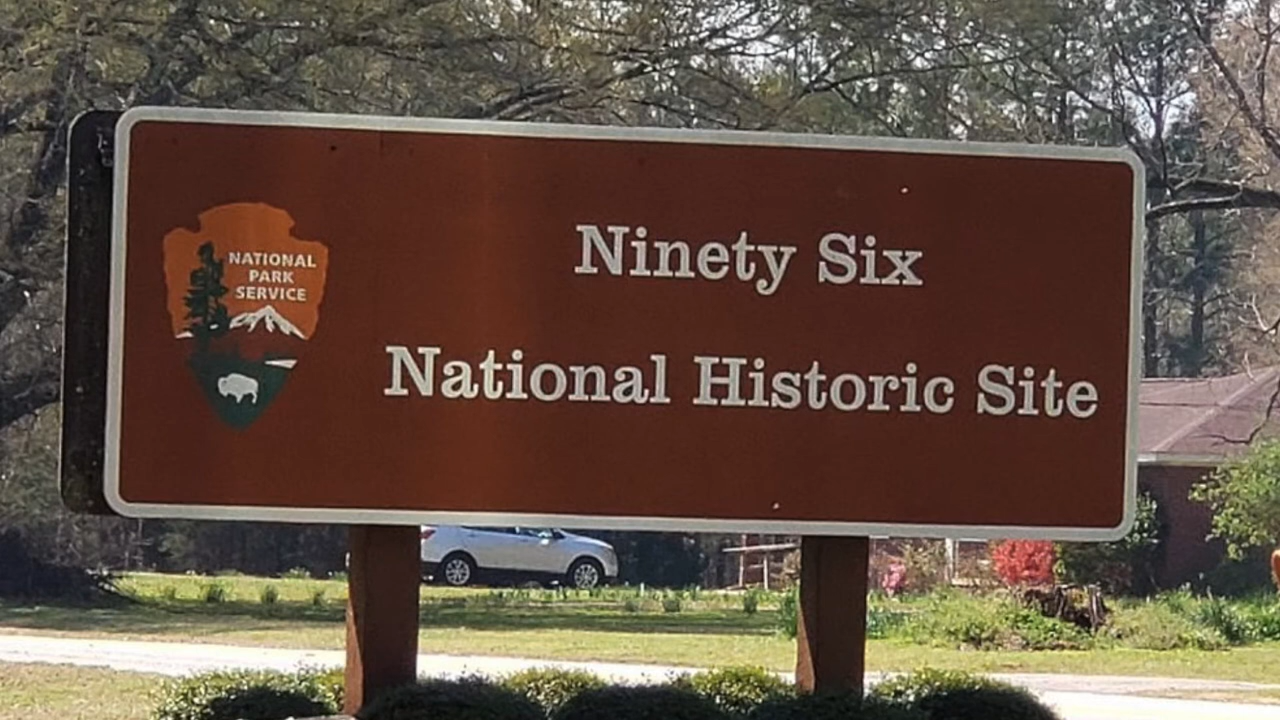 NATIONAL
PARK
SERVICE
Ninety Six
National Historic Site